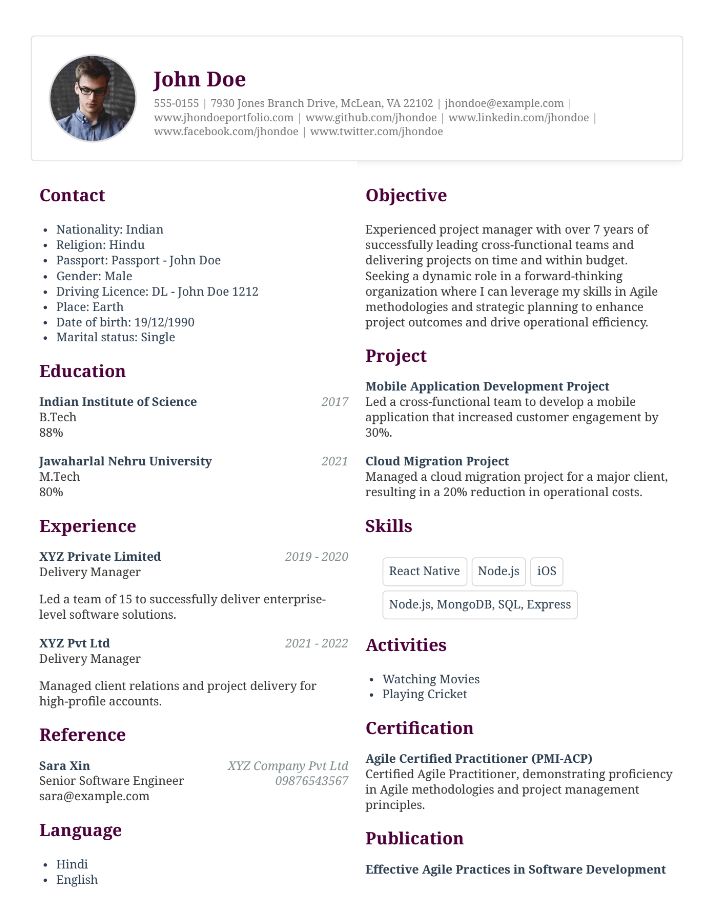 John Doe
555-0155 | 7930 Jones Branch Drive, McLean, VA 22102 | jhondoe@example.com |
www.jhondoeportfolio.com | www.github.com/jhondoe | www.linkedin.com/jhondoe |
www.facebook.com/jhondoe | www.twitter.com/jhondoe
Contact
• Nationality: Indian
• Religion: Hindu
• Passport: Passport - John Doe
• Gender: Male
• Driving Licence: DL - John Doe 1212
• Place: Earth
• Date of birth: 19/12/1990
• Marital status: Single
Education
Indian Institute of Science 2017
B.Tech
88%
Jawaharlal Nehru University 2021
M.Tech
80%
Experience
XYZ Private Limited 2019 - 2020
Delivery Manager
Led a team of 15 to successfully deliver enterprise-
level software solutions.
XYZ Pvt Ltd 2021 - 2022
Delivery Manager
Managed client relations and project delivery for
high-profile accounts.
Reference
Sara Xin XYZ Company Pvt Ltd
Senior Software Engineer 09876543567
sara@example.com
Language
• Hindi
• English
Objective
Experienced project manager with over 7 years of
successfully leading cross-functional teams and
delivering projects on time and within budget.
Seeking a dynamic role in a forward-thinking
organization where I can leverage my skills in Agile
methodologies and strategic planning to enhance
project outcomes and drive operational efficiency.
Project
Mobile Application Development Project
Led a cross-functional team to develop a mobile
application that increased customer engagement by
30%.
Cloud Migration Project
Managed a cloud migration project for a major client,
resulting in a 20% reduction in operational costs.
Skills
React Native Node.js iOS
Node.js, MongoDB, SQL, Express
Activities
• Watching Movies
• Playing Cricket
Certification
Agile Certified Practitioner (PMI-ACP)
Certified Agile Practitioner, demonstrating proficiency
in Agile methodologies and project management
principles.
Publication
Effective Agile Practices in Software Development